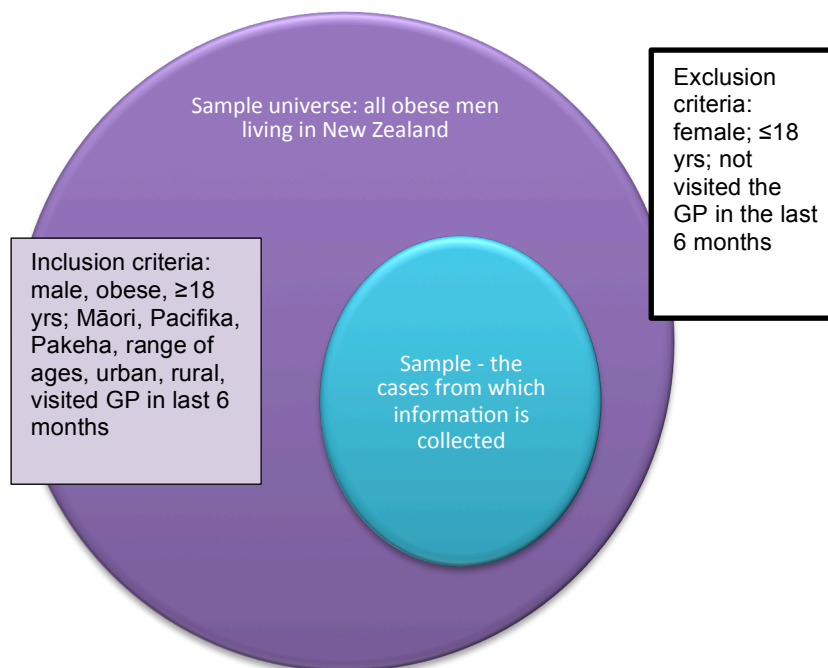 Sample universe: all obese men
living in New Zealand
Exclusion
criteria:
female; ≤18
yrs; not
visited the
GP in the last
6 months
Inclusion criteria:
male, obese, ≥18
yrs; Māori, Pacifika,
Pakeha, range of
ages, urban, rural,
visited GP in last 6
months
Sample - the
cases from which
information is
collected